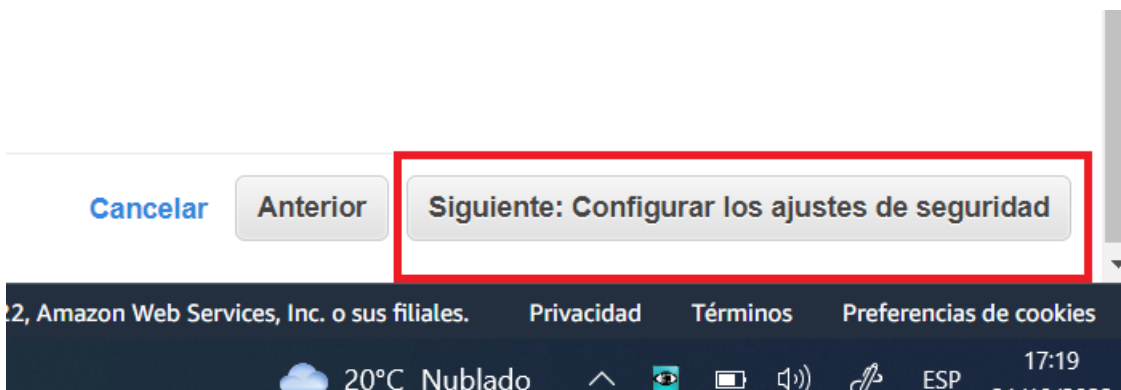 Cancelar Anterior Siguiente: Configurar los ajustes de seguridad
22, Amazon Web Services, Inc. o sus filiales. Privacidad Términos Preferencias de cookies
20°C Nublado ESP 17:19